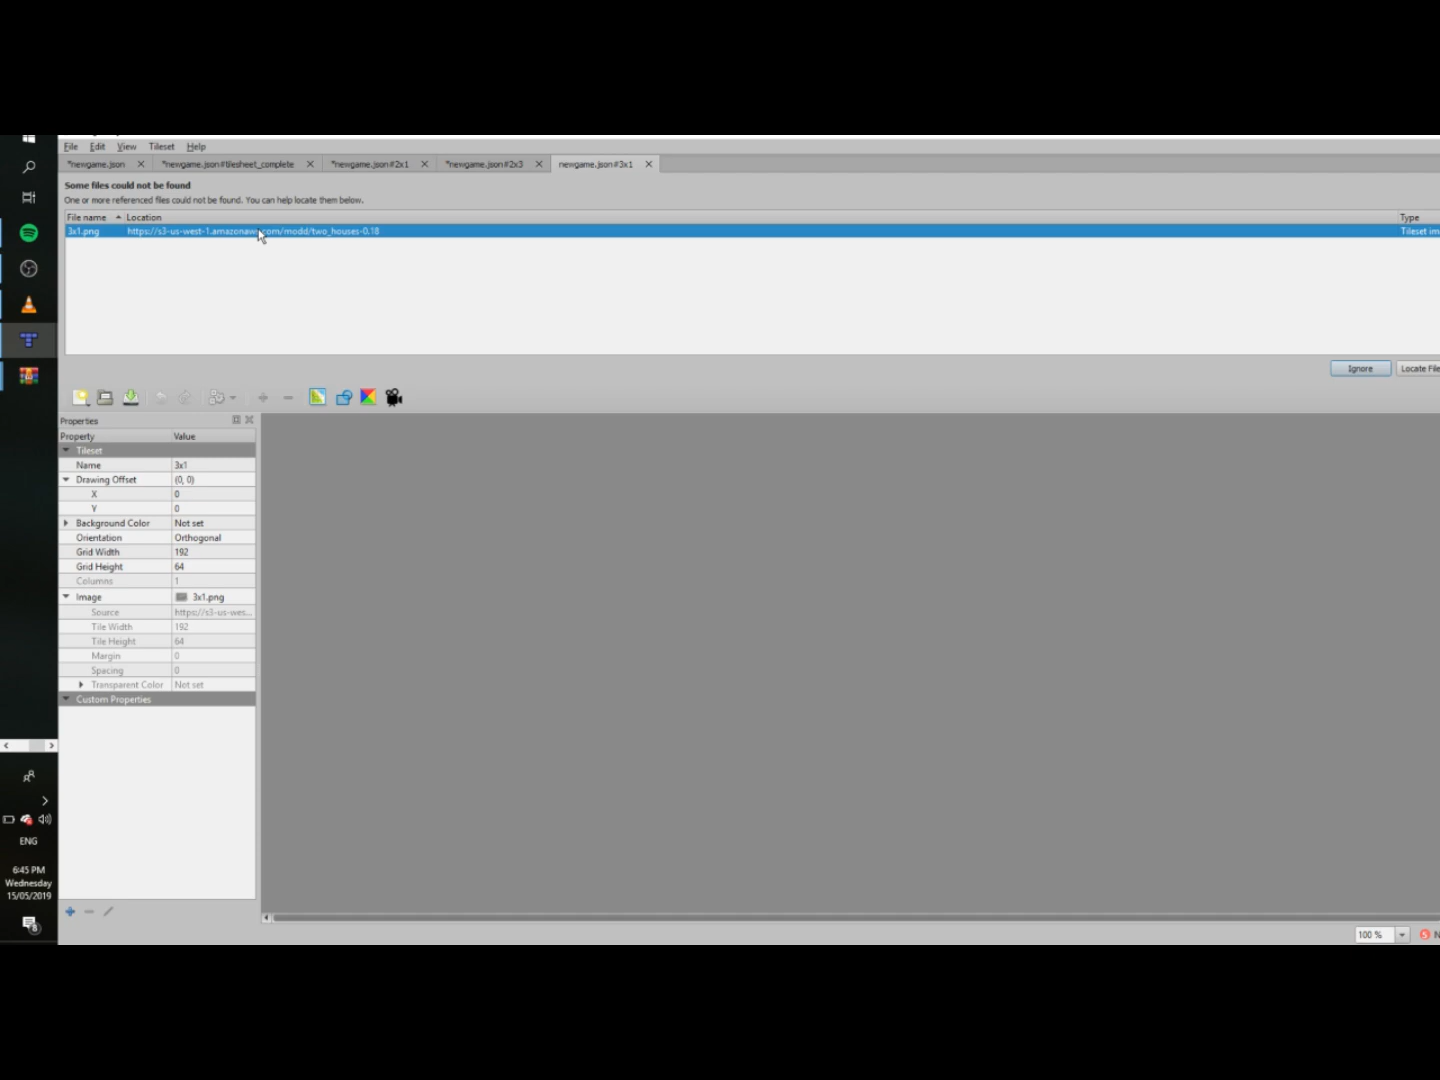 File Edit View Tileset Help
*newgame.json *newgame.json#tilesheet_complete *newgame.json#2x1 *newgame.json#2x3 newgame.json#3x1
Some files could not be found
One or more referenced files could not be found. You can help locate them below.
File name Location Type
3x1.png https://s3-us-west-1.amazonaws.com/modd/two_houses-0.18 Tileset im
Ignore Locate File
Properties
Property Value
Tileset
Name 3x1
Drawing Offset (0, 0)
X 0
Y 0
Background Color Not set
Orientation Orthogonal
Grid Width 192
Grid Height 64
Columns 1
Image 3x1.png
Source https://s3-us-wes...
Tile Width 192
Tile Height 64
Margin 0
Spacing 0
Transparent Color Not set
Custom Properties
ENG
6:45 PM
Wednesday
15/05/2019
8
100 % 5 N